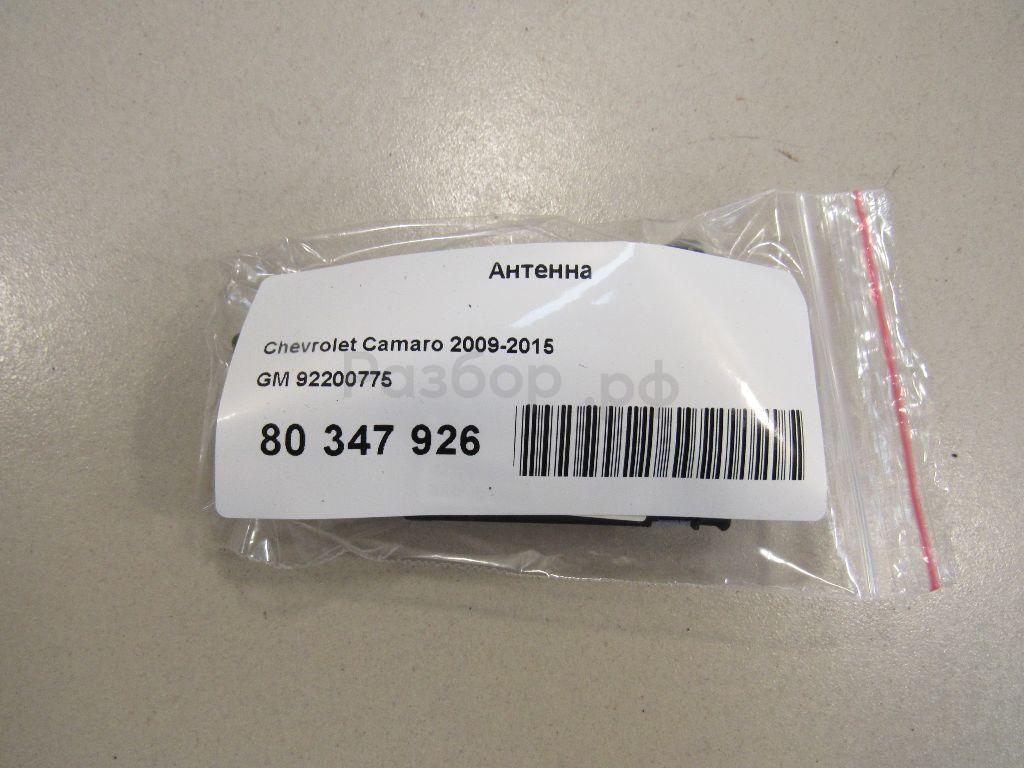 Антенна
Chevrolet Camaro 2009-2015
GM 92200775
Разбор.рф
80 347 926